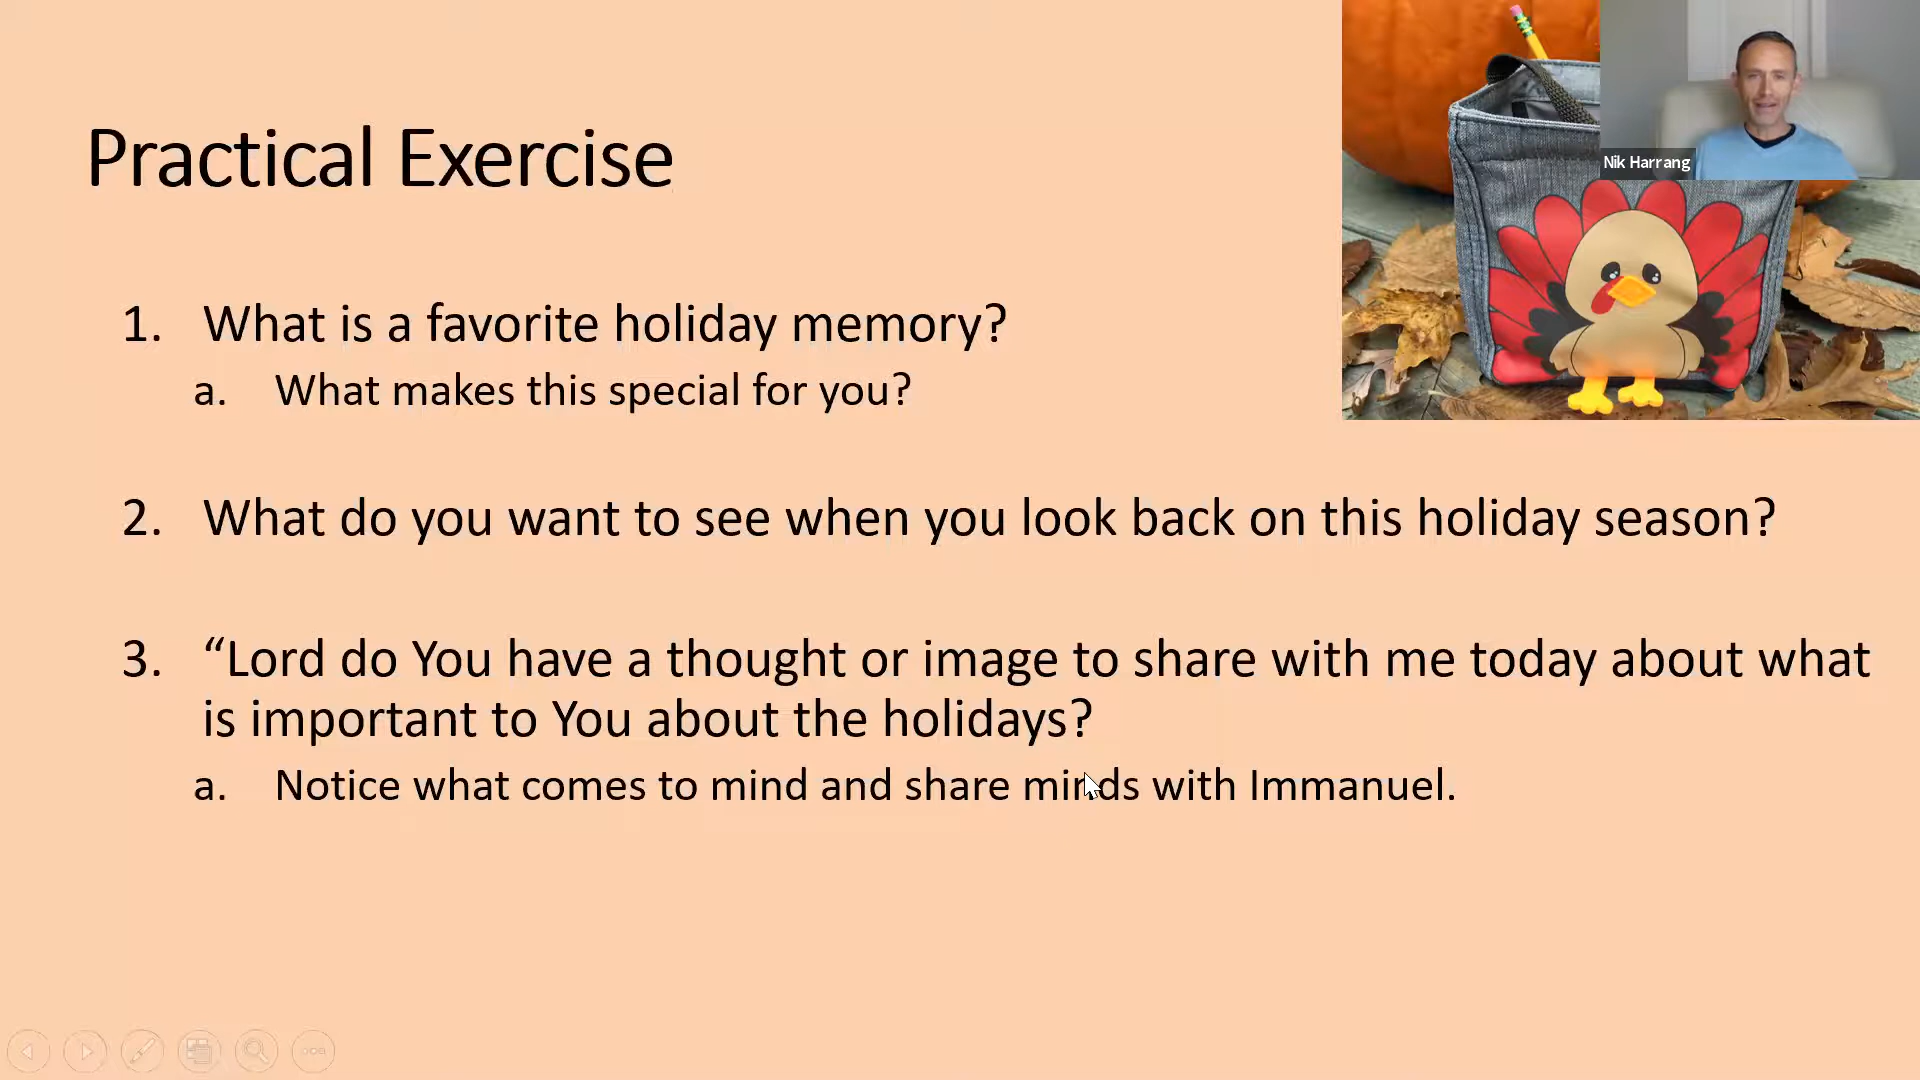 Nik Harrang
Practical Exercise
1. What is a favorite holiday memory?
a. What makes this special for you?
2. What do you want to see when you look back on this holiday season?
3. “Lord do You have a thought or image to share with me today about what
is important to You about the holidays?
a. Notice what comes to mind and share minds with Immanuel.